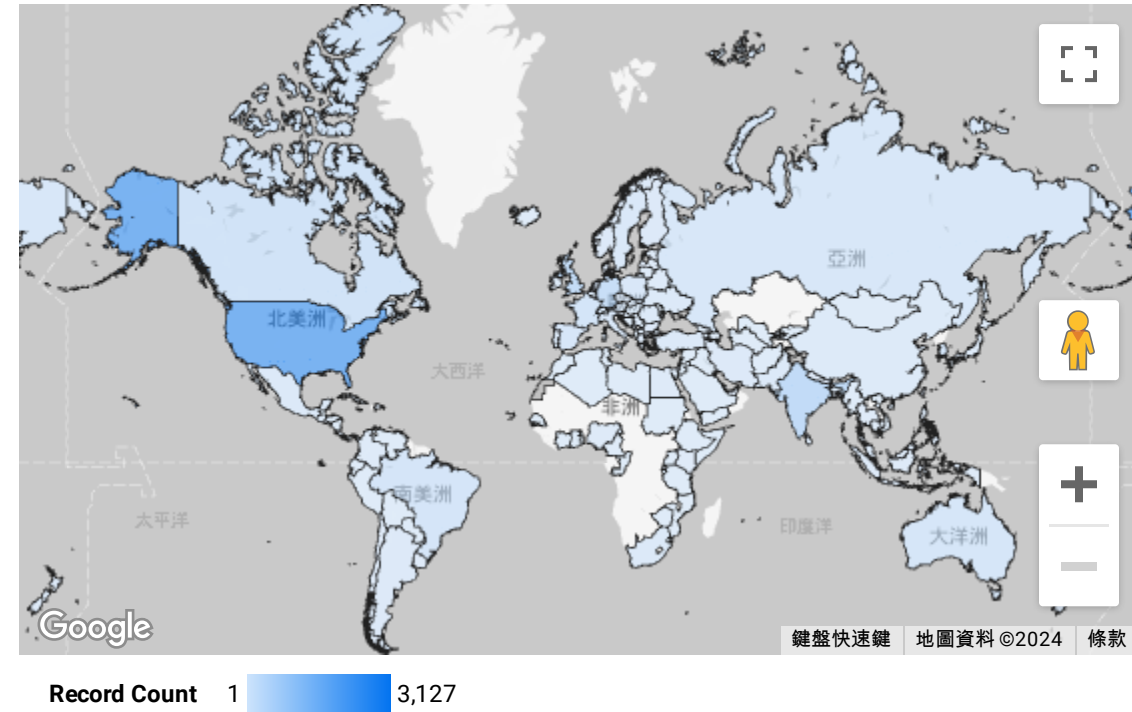 亞洲
北美洲
大西洋
非洲
南美洲
太平洋
印度洋
大洋洲
Google
鍵盤快速鍵
地圖資料 ©2024
條款
Record Count 1 3,127